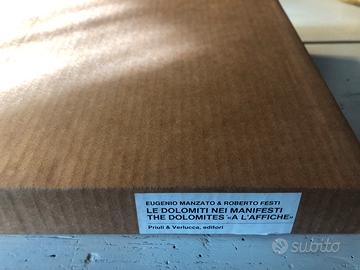 EUGENIO MANZATO & ROBERTO FESTI
LE DOLOMITI NEI MANIFESTI
THE DOLOMITES «A L'AFFICHE»
Priuli & Verlucca, editori
subito